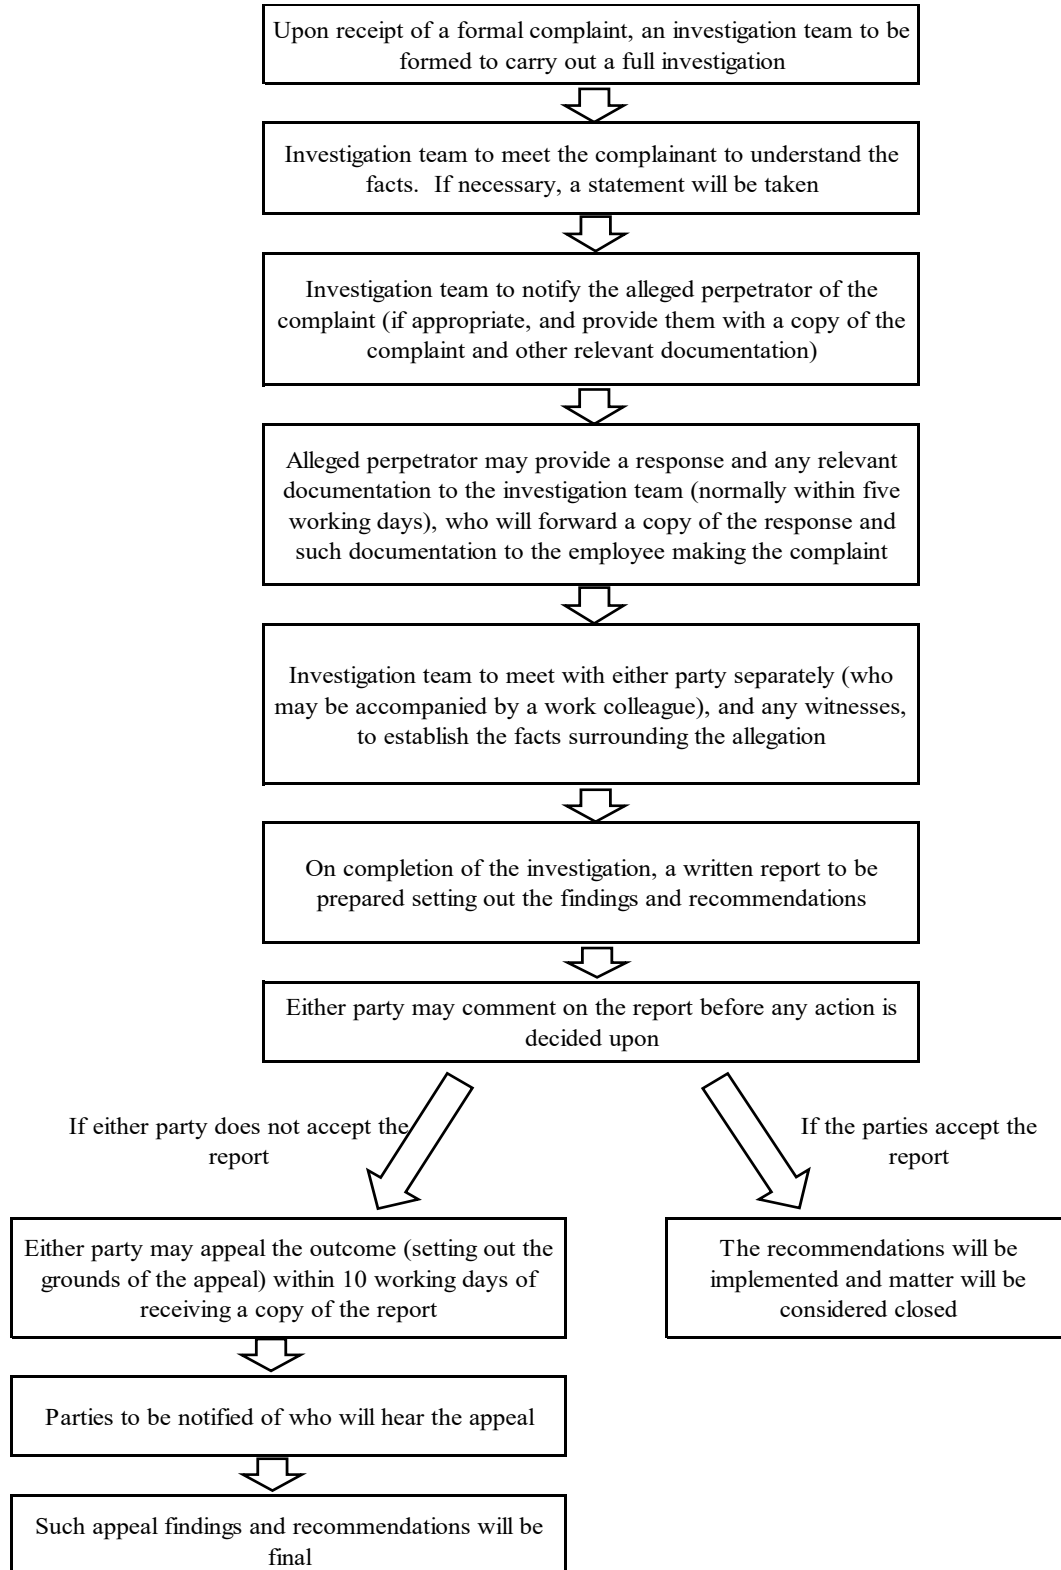 Upon receipt of a formal complaint, an investigation team to be
formed to carry out a full investigation
Investigation team to meet the complainant to understand the
facts.  If necessary, a statement will be taken
Investigation team to notify the alleged perpetrator of the
complaint (if appropriate, and provide them with a copy of the
complaint and other relevant documentation)
Alleged perpetrator may provide a response and any relevant
documentation to the investigation team (normally within five
working days), who will forward a copy of the response and
such documentation to the employee making the complaint
Investigation team to meet with either party separately (who
may be accompanied by a work colleague), and any witnesses,
to establish the facts surrounding the allegation
On completion of the investigation, a written report to be
prepared setting out the findings and recommendations
Either party may comment on the report before any action is
decided upon
If either party does not accept the
report
If the parties accept the
report
Either party may appeal the outcome (setting out the
grounds of the appeal) within 10 working days of
receiving a copy of the report
The recommendations will be
implemented and matter will be
considered closed
Parties to be notified of who will hear the appeal
Such appeal findings and recommendations will be
final